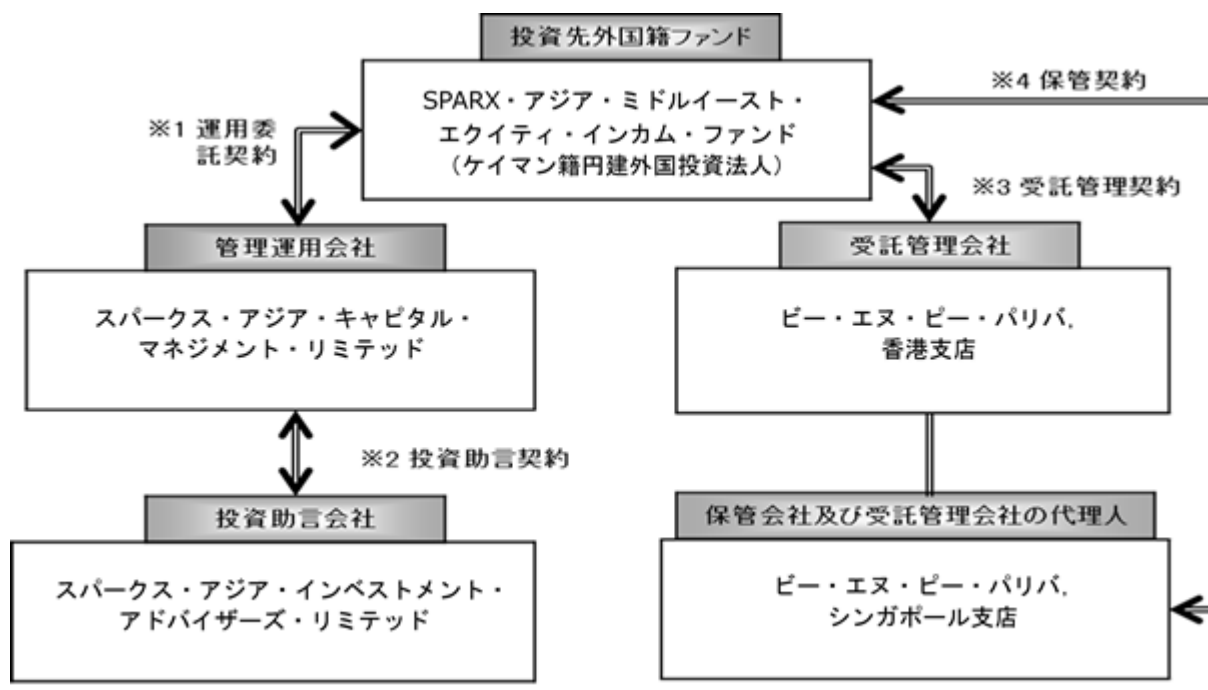 投資先外国籍ファンド
SPARX・アジア・ミドルイースト・
エクイティ・インカム・ファンド
（ケイマン籍円建外国投資法人）
※4 保管契約
※1 運用委
託契約
※3 受託管理契約
管理運用会社
スパークス・アジア・キャピタル・
マネジメント・リミテッド
受託管理会社
ビー・エヌ・ピー・パリバ,
香港支店
※2 投資助言契約
投資助言会社
スパークス・アジア・インベストメント・
アドバイザーズ・リミテッド
保管会社及び受託管理会社の代理人
ビー・エヌ・ピー・パリバ,
シンガポール支店